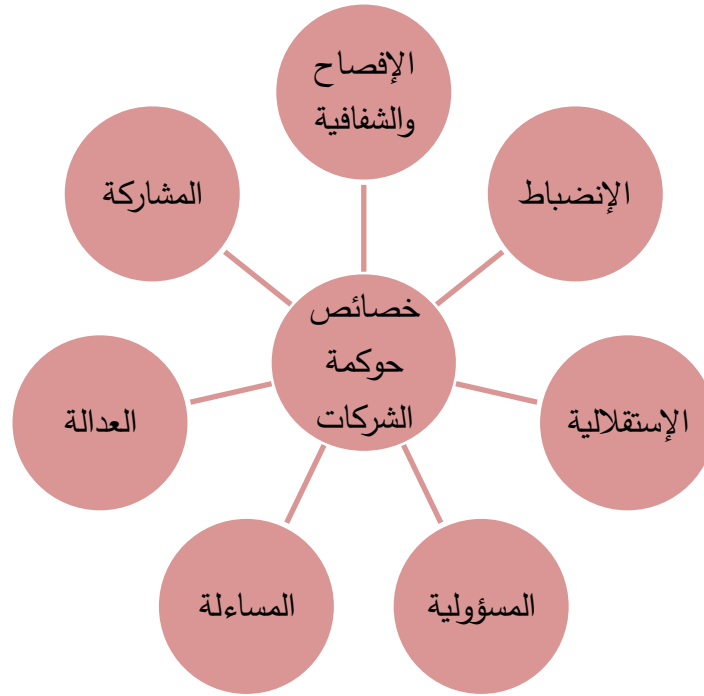 الإفصاح
والشفافية
الإنضباط
المشاركة
خصائص
حوكمة
الشركات
الإستقلالية
العدالة
المسؤولية
المساءلة